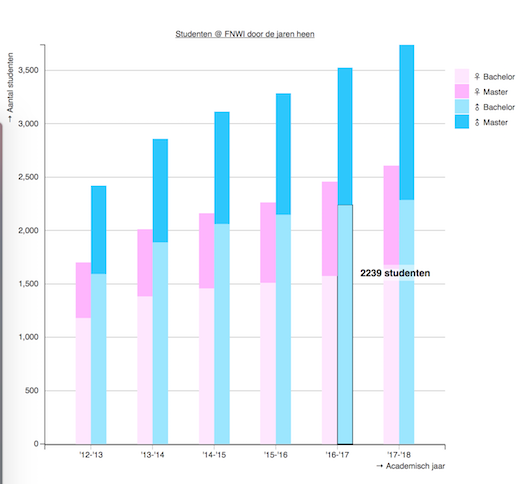 Studenten @ FNWI door de jaren heen
→ Aantal studenten
3,500
3,000
2,500
2,000
1,500
1,000
500
0
♀ Bachelor
♀ Master
♂ Bachelor
♂ Master
2239 studenten
'12-'13
'13-'14
'14-'15
'15-'16
'16-'17
'17-'18
→ Academisch jaar